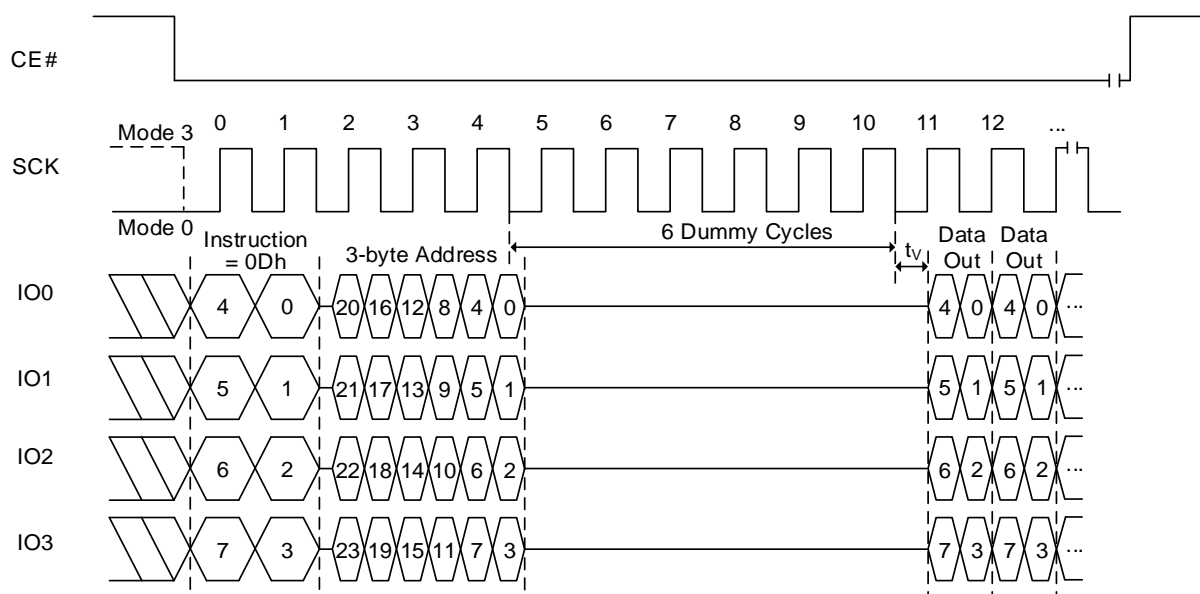 CE#
Mode 3
0 1 2 3 4 5 6 7 8 9 10 11 12 ...
SCK
Mode 0
Instruction
= 0Dh
3-byte Address
6 Dummy Cycles
tV
Data
Out
Data
Out
IO0 4 0 20 16 12 8 4 0 4 0 4 0 ...
IO1 5 1 21 17 13 9 5 1 5 1 5 1 ...
IO2 6 2 22 18 14 10 6 2 6 2 6 2 ...
IO3 7 3 23 19 15 11 7 3 7 3 7 3 ...